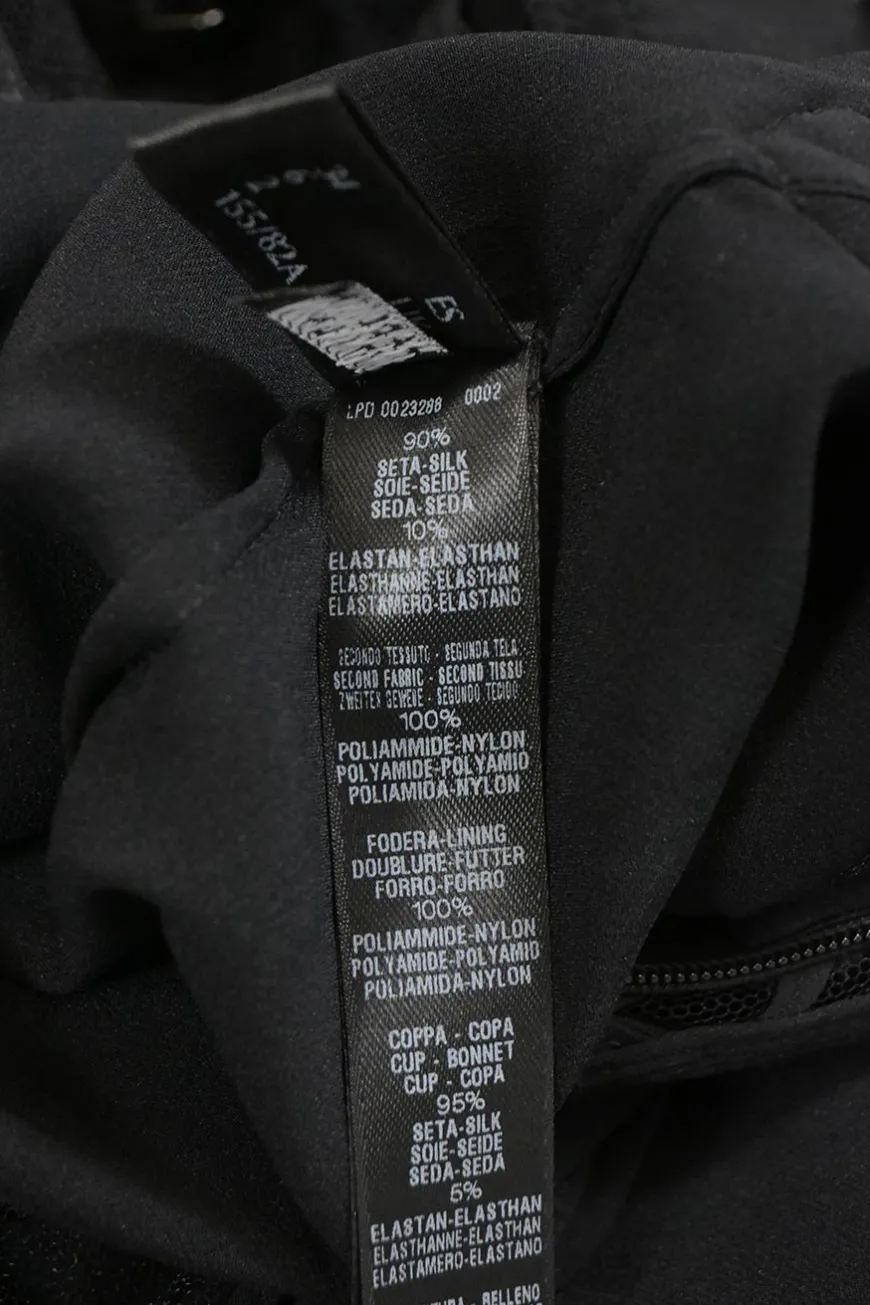 2
155/82A
ES
LPD 0023288 0002
90%
SETA-SILK
SOIE-SEIDE
SEDA-SEDA
10%
ELASTAN-ELASTHAN
ELASTHANNE-ELASTHAN
ELASTAMERO-ELASTANO
SECONDO TESSUTO - SEGUNDA TELA
SECOND FABRIC - SECOND TISSU
ZWEITES GEWEBE - SEGUNDO TECIDO
100%
POLIAMMIDE-NYLON
POLYAMIDE-POLYAMID
POLIAMIDA-NYLON
FODERA-LINING
DOUBLURE-FUTTER
FORRO-FORRO
100%
POLIAMMIDE-NYLON
POLYAMIDE-POLYAMID
POLIAMIDA-NYLON
COPPA - COPA
CUP - BONNET
CUP - COPA
95%
SETA-SILK
SOIE-SEIDE
SEDA-SEDA
5%
ELASTAN-ELASTHAN
ELASTHANNE-ELASTHAN
ELASTAMERO-ELASTANO
- RELLENO